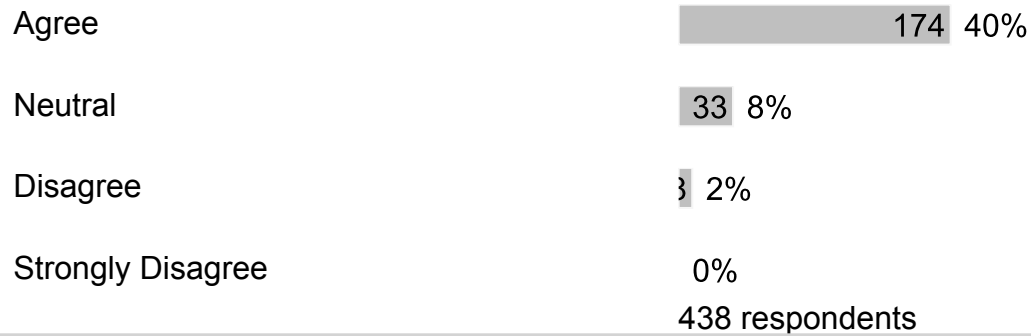 Agree 174 40%
Neutral 33 8%
Disagree 2%
Strongly Disagree 0%
438 respondents